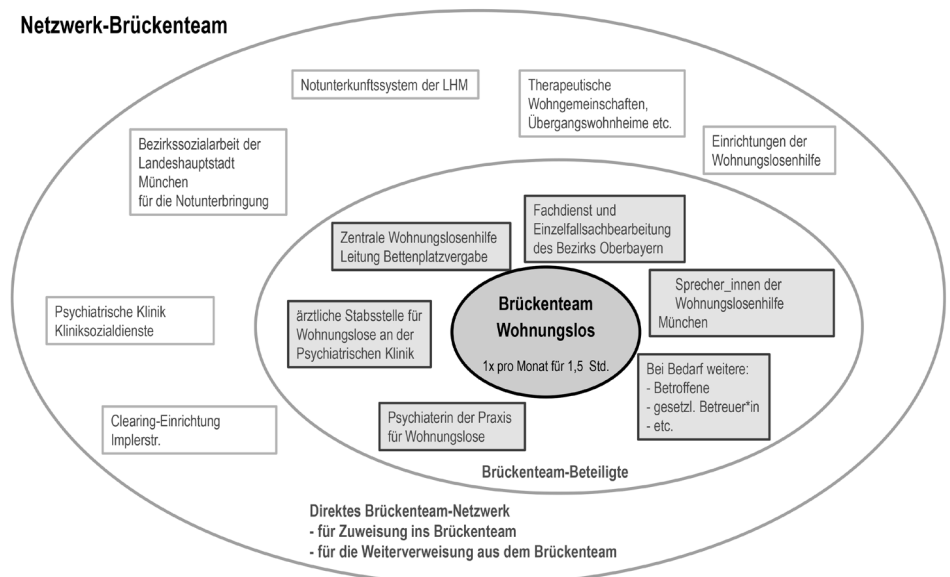 Netzwerk-Brückenteam
Notunterkunftssystem der LHM
Therapeutische
Wohngemeinschaften,
Übergangswohnheime etc.
Bezirkssozialarbeit der
Landeshauptstadt
München
für die Notunterbringung
Einrichtungen der
Wohnungslosenhilfe
Fachdienst und
Einzelfallsachbearbeitung
des Bezirks Oberbayern
Zentrale Wohnungslosenhilfe
Leitung Bettenplatzvergabe
Sprecher_innen der
Wohnungslosenhilfe
München
Psychiatrische Klinik
Kliniksozialdienste
ärztliche Stabsstelle für
Wohnungslose an der
Psychiatrischen Klinik
Brückenteam
Wohnungslos
1x pro Monat für 1,5 Std.
Bei Bedarf weitere:
- Betroffene
- gesetzl. Betreuer*in
- etc.
Clearing-Einrichtung
Implerstr.
Psychiaterin der Praxis
für Wohnungslose
Brückenteam-Beteiligte
Direktes Brückenteam-Netzwerk
- für Zuweisung ins Brückenteam
- für die Weiterverweisung aus dem Brückenteam